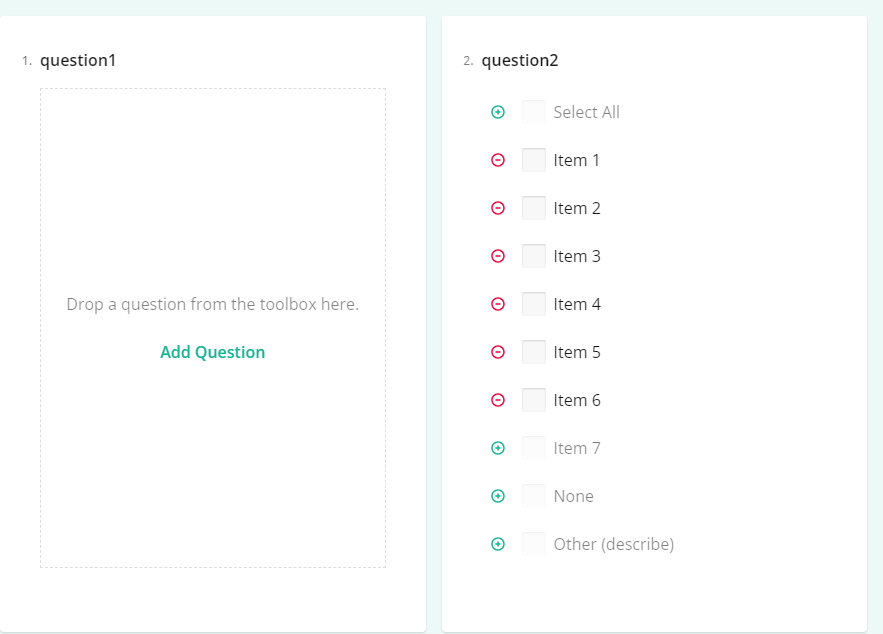 1. question1
Drop a question from the toolbox here.
Add Question
2. question2
Select All
Item 1
Item 2
Item 3
Item 4
Item 5
Item 6
Item 7
None
Other (describe)